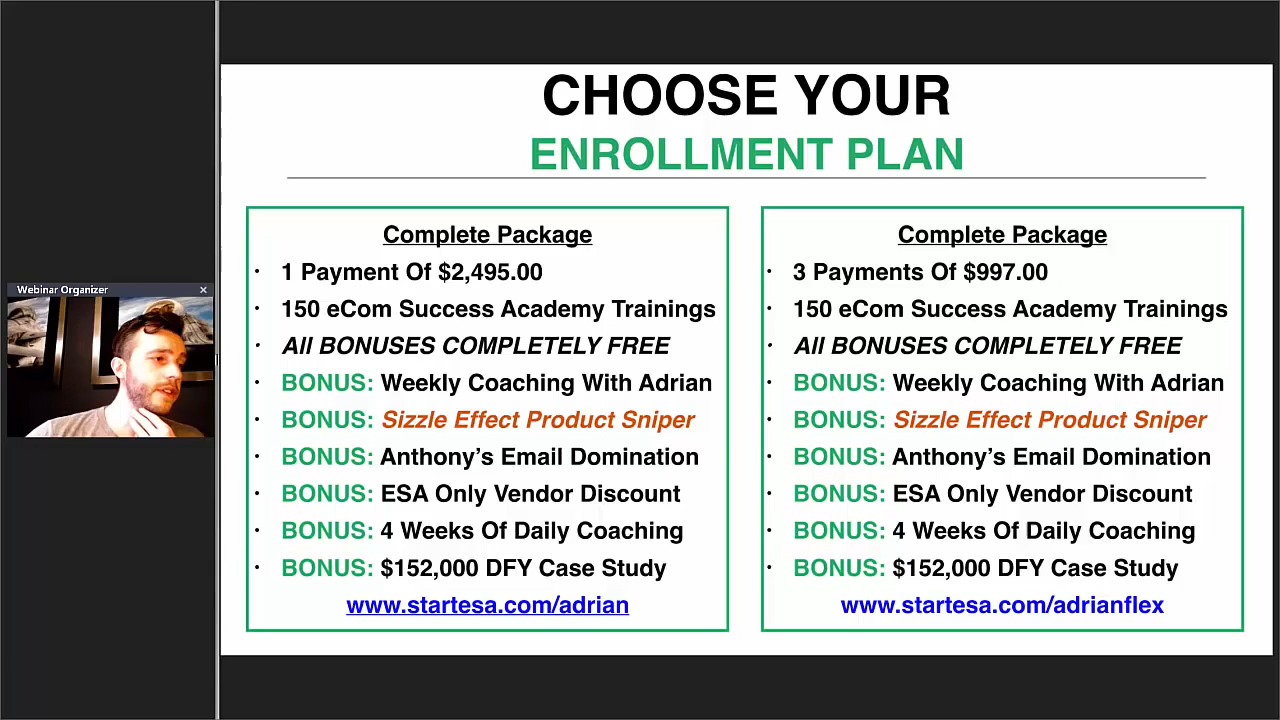 CHOOSE YOUR
ENROLLMENT PLAN
Webinar Organizer
Complete Package
· 1 Payment Of $2,495.00
· 150 eCom Success Academy Trainings
· All BONUSES COMPLETELY FREE
· BONUS: Weekly Coaching With Adrian
· BONUS: Sizzle Effect Product Sniper
· BONUS: Anthony’s Email Domination
· BONUS: ESA Only Vendor Discount
· BONUS: 4 Weeks Of Daily Coaching
· BONUS: $152,000 DFY Case Study
www.startesa.com/adrian
Complete Package
· 3 Payments Of $997.00
· 150 eCom Success Academy Trainings
· All BONUSES COMPLETELY FREE
· BONUS: Weekly Coaching With Adrian
· BONUS: Sizzle Effect Product Sniper
· BONUS: Anthony’s Email Domination
· BONUS: ESA Only Vendor Discount
· BONUS: 4 Weeks Of Daily Coaching
· BONUS: $152,000 DFY Case Study
www.startesa.com/adrianflex